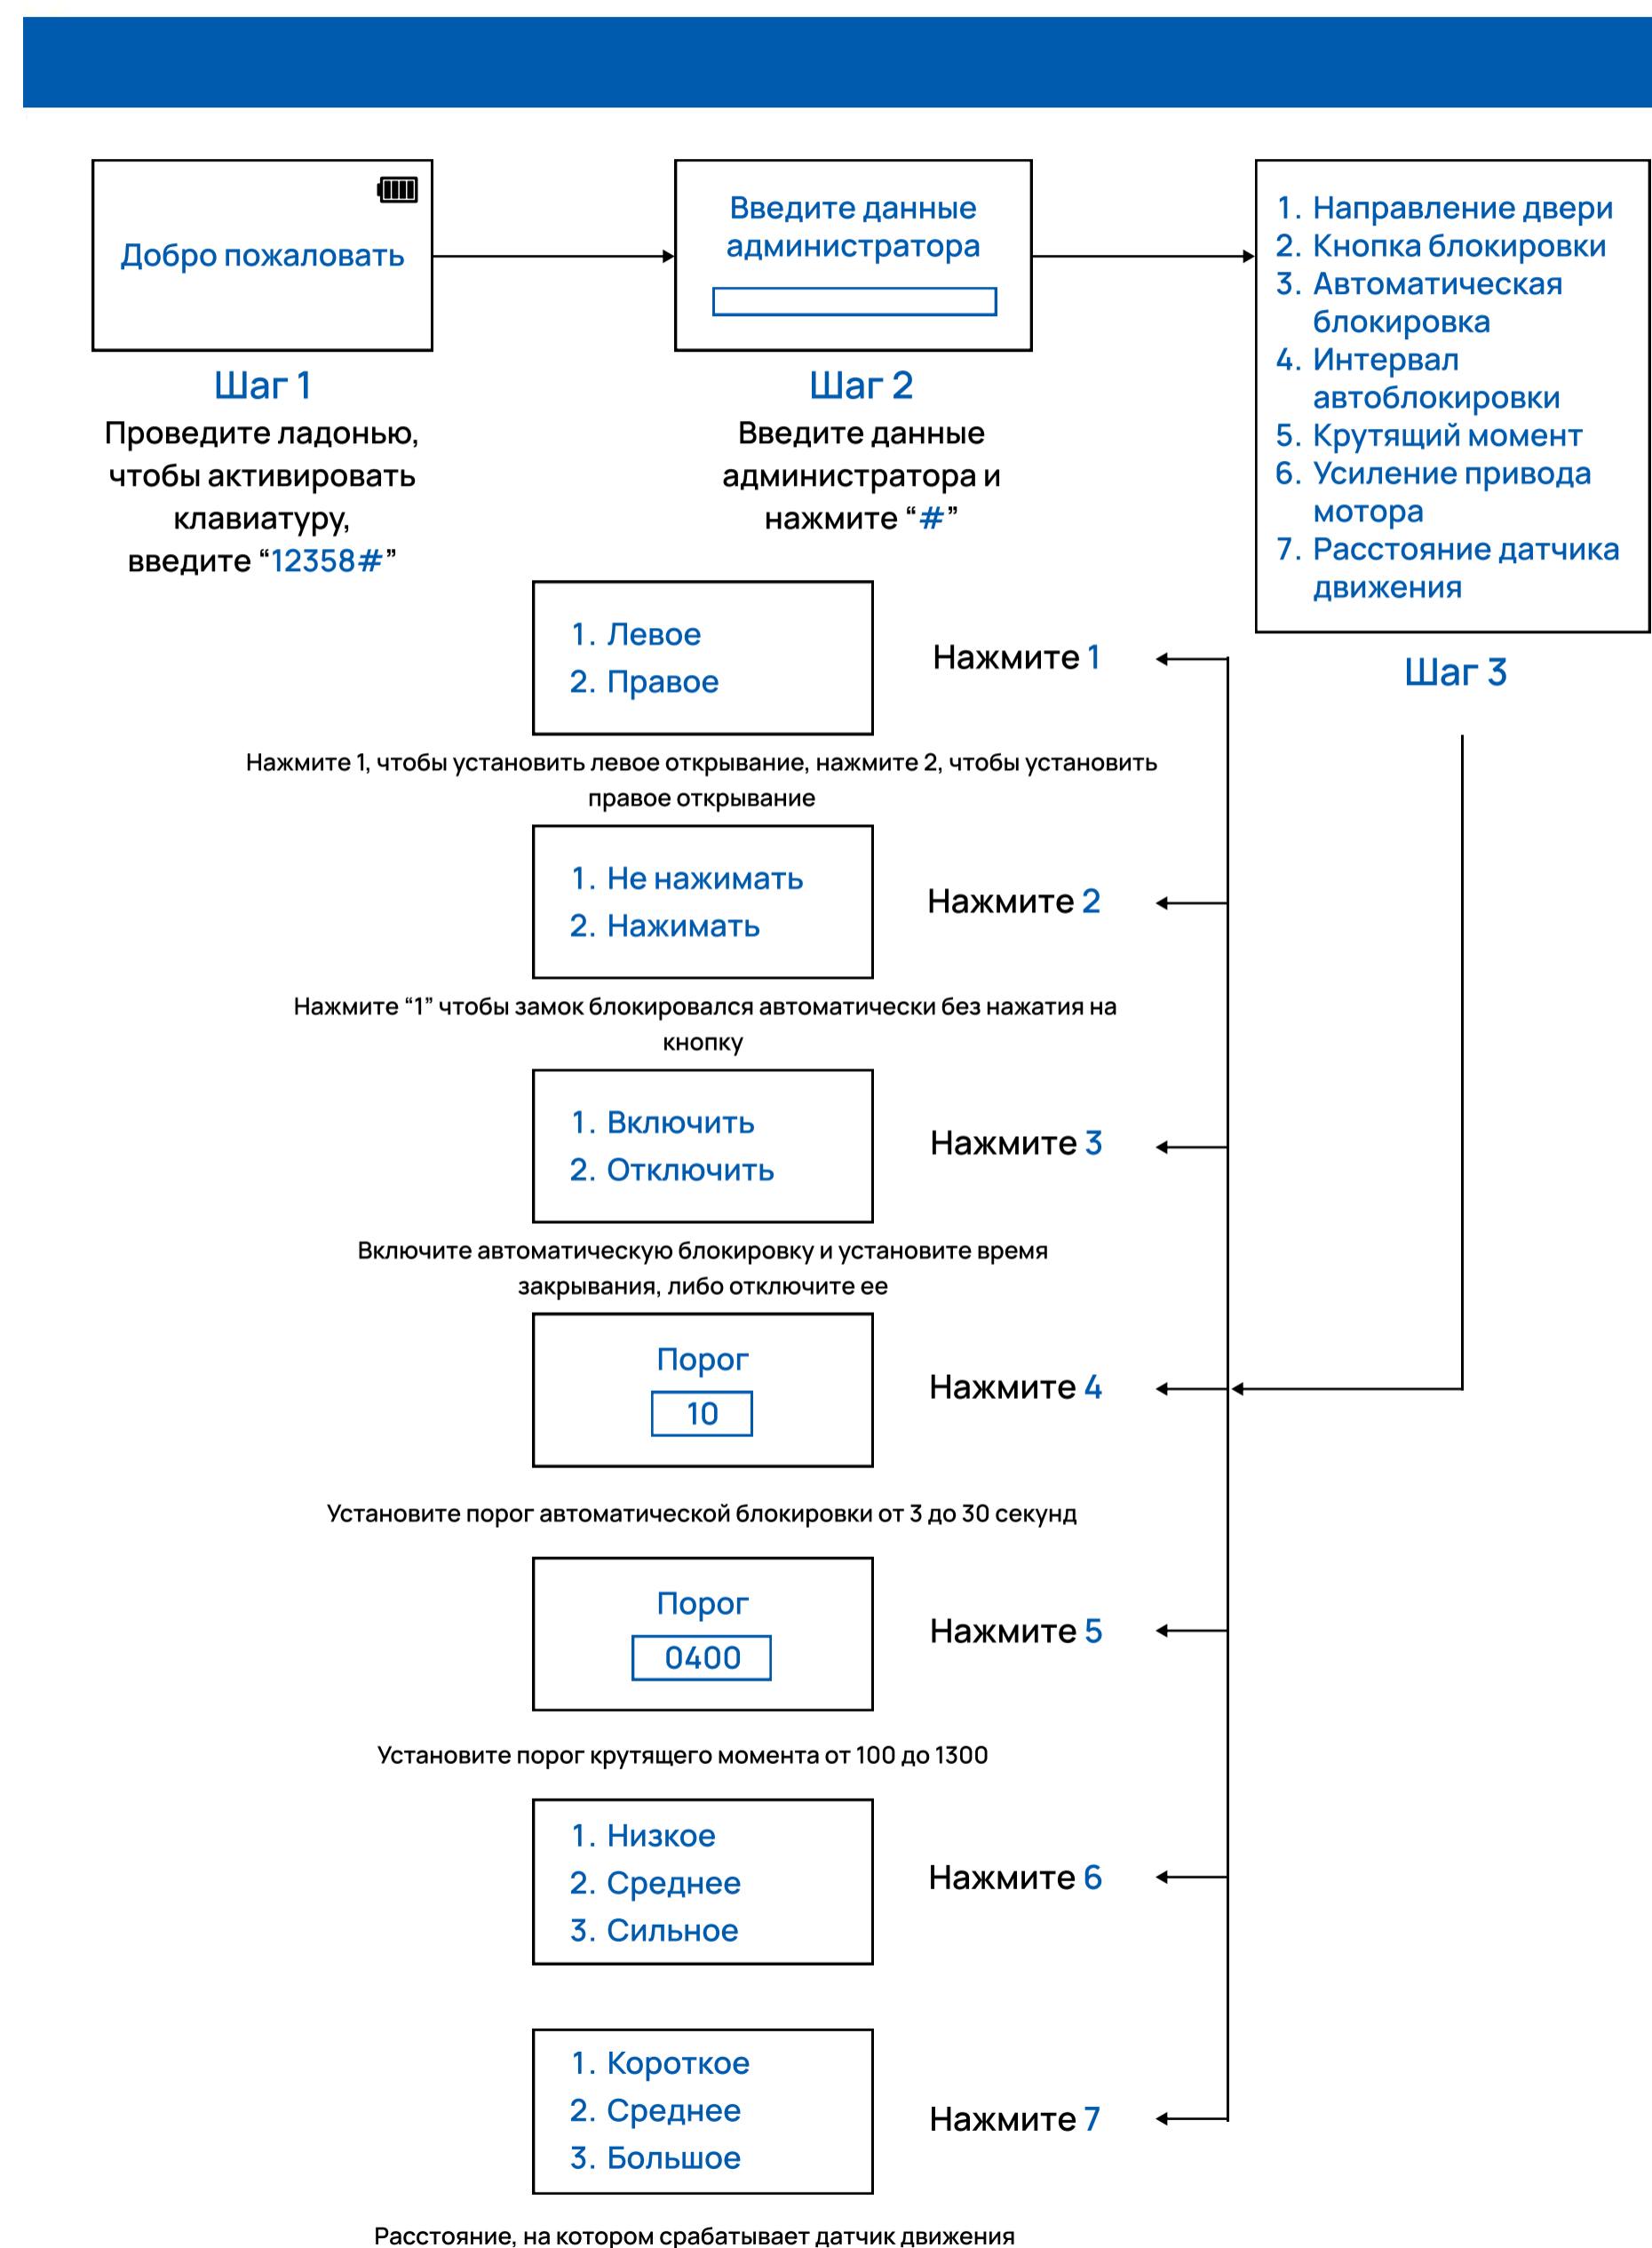 Добро пожаловать
Шаг 1
Проведите ладонью,
чтобы активировать
клавиатуру,
введите “12358#”
Введите данные
администратора
Шаг 2
Введите данные
администратора и
нажмите “#”
1. Направление двери
2. Кнопка блокировки
3. Автоматическая
блокировка
4. Интервал
автоблокировки
5. Крутящий момент
6. Усиление привода
мотора
7. Расстояние датчика
движения
Шаг 3
1. Левое
2. Правое
Нажмите 1
Нажмите 1, чтобы установить левое открывание, нажмите 2, чтобы установить
правое открывание
1. Не нажимать
2. Нажимать
Нажмите 2
Нажмите “1” чтобы замок блокировался автоматически без нажатия на
кнопку
1. Включить
2. Отключить
Нажмите 3
Включите автоматическую блокировку и установите время
закрывания, либо отключите ее
Порог
10
Нажмите 4
Установите порог автоматической блокировки от 3 до 30 секунд
Порог
0400
Нажмите 5
Установите порог крутящего момента от 100 до 1300
1. Низкое
2. Среднее
3. Сильное
Нажмите 6
1. Короткое
2. Среднее
3. Большое
Нажмите 7
Расстояние, на котором срабатывает датчик движения